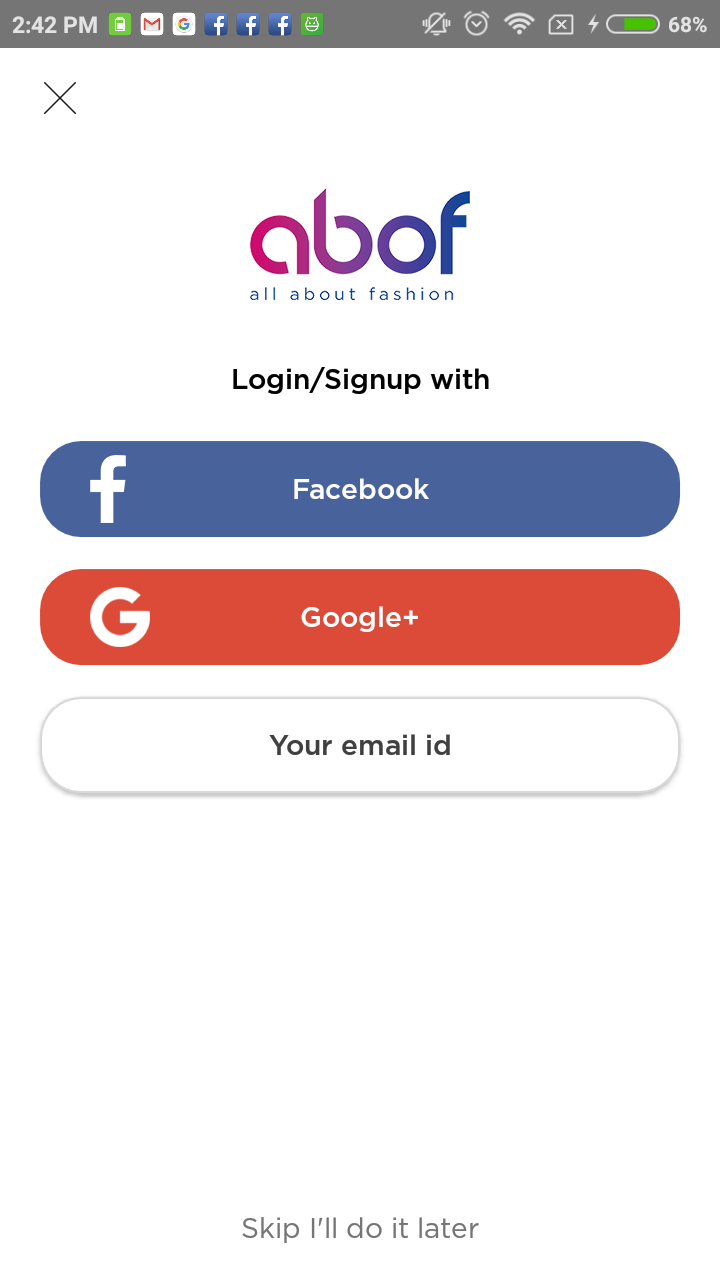 2:42 PM
68%
abof
all about fashion
Login/Signup with
Facebook
Google+
Your email id
Skip I'll do it later